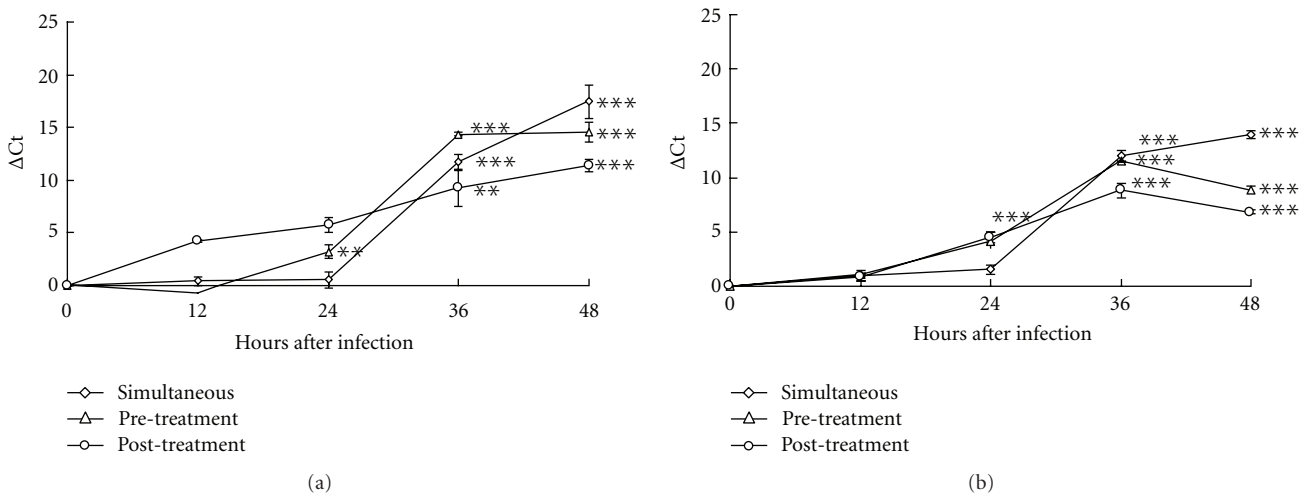 25
20
15
10
5
0
ΔCt
0 12 24 36 48
Hours after infection
**
***
***
**
***
***
***
Simultaneous
Pre-treatment
Post-treatment
(a)
25
20
15
10
5
0
ΔCt
0 12 24 36 48
Hours after infection
***
***
***
***
***
***
***
Simultaneous
Pre-treatment
Post-treatment
(b)